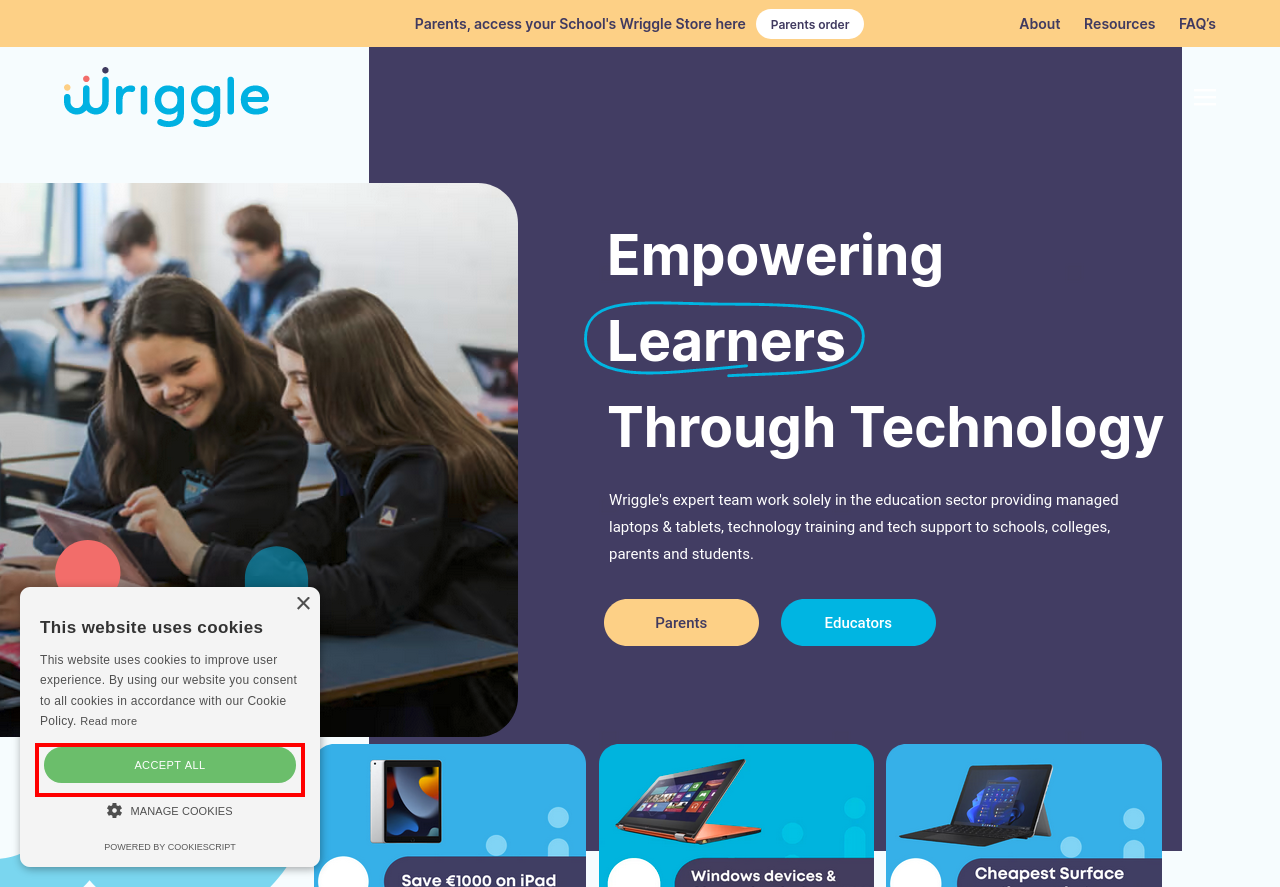 Parents, access your School's Wriggle Store here
Parents order
About
Resources
FAQ’s
wriggle
Empowering
Learners
Through Technology
Wriggle's expert team work solely in the education sector providing managed
laptops & tablets, technology training and tech support to schools, colleges,
parents and students.
Parents
Educators
×
This website uses cookies
This website uses cookies to improve user
experience. By using our website you consent
to all cookies in accordance with our Cookie
Policy. Read more
ACCEPT ALL
MANAGE COOKIES
POWERED BY COOKIESCRIPT
Save €1000 on iPad
Windows devices &
Cheapest Surface